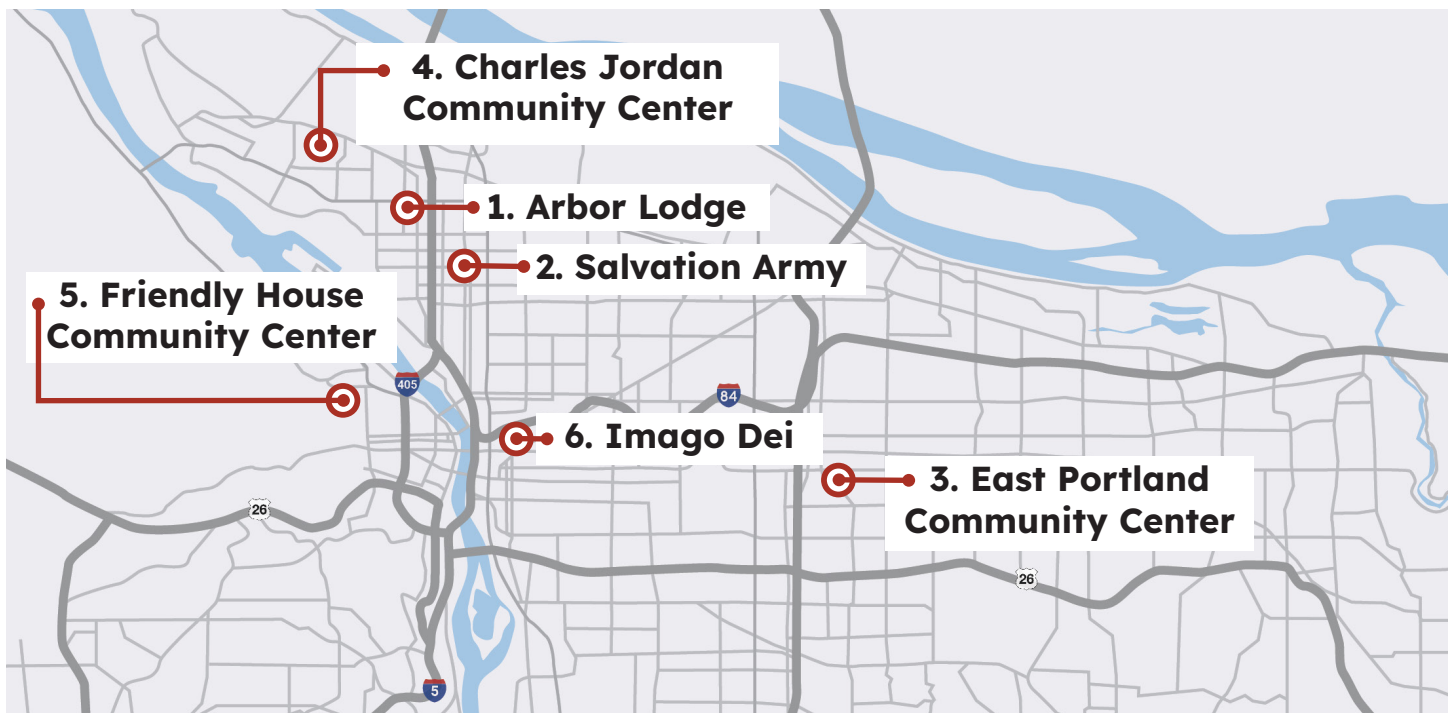 4. Charles Jordan
Community Center
1. Arbor Lodge
2. Salvation Army
5. Friendly House
Community Center
405
84
6. Imago Dei
3. East Portland
Community Center
26
26
5